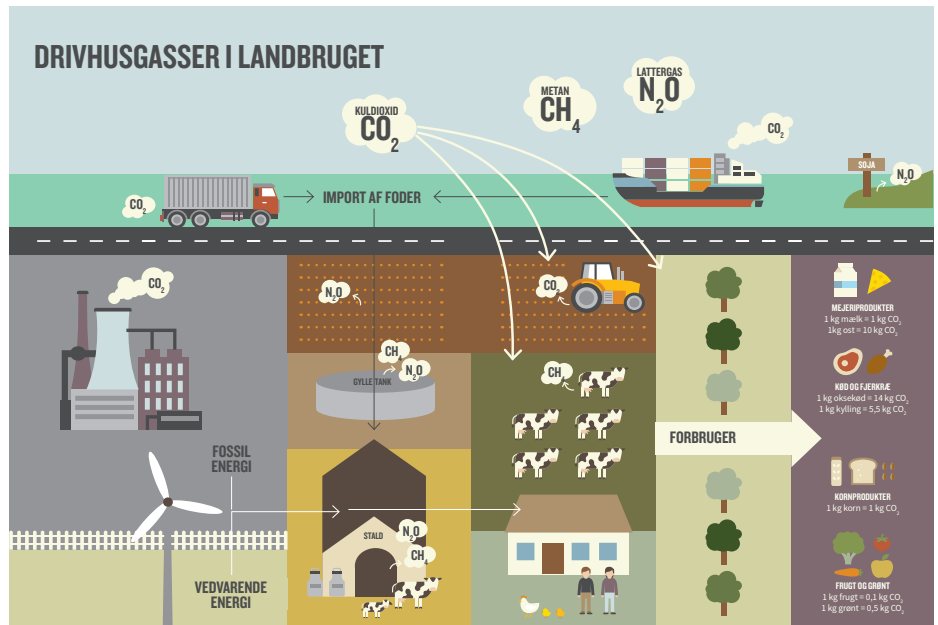 DRIVHUSGASSER I LANDBRUGET
KULDIOXID
CO₂
METAN
CH₄
LATTERGAS
N₂O
CO₂
SOJA
N₂O
CO₂
IMPORT AF FODER
CO₂
N₂O
CO₂
CH₄
N₂O
GYLLETANK
CH₄
FORBRUGER
FOSSIL
ENERGI
STALD
N₂O
CH₄
VEDVARENDE
ENERGI
MEJERIPRODUKTER
1 kg mælk = 1 kg CO₂
1kg ost = 10 kg CO₂
KØD OG FJERKRÆ
1 kg oksekød = 14 kg CO₂
1 kg kylling = 5,5 kg CO₂
KORNPRODUKTER
1 kg korn = 1 kg CO₂
FRUGT OG GRØNT
1 kg frugt = 0,1 kg CO₂
1 kg grønt = 0,5 kg CO₂